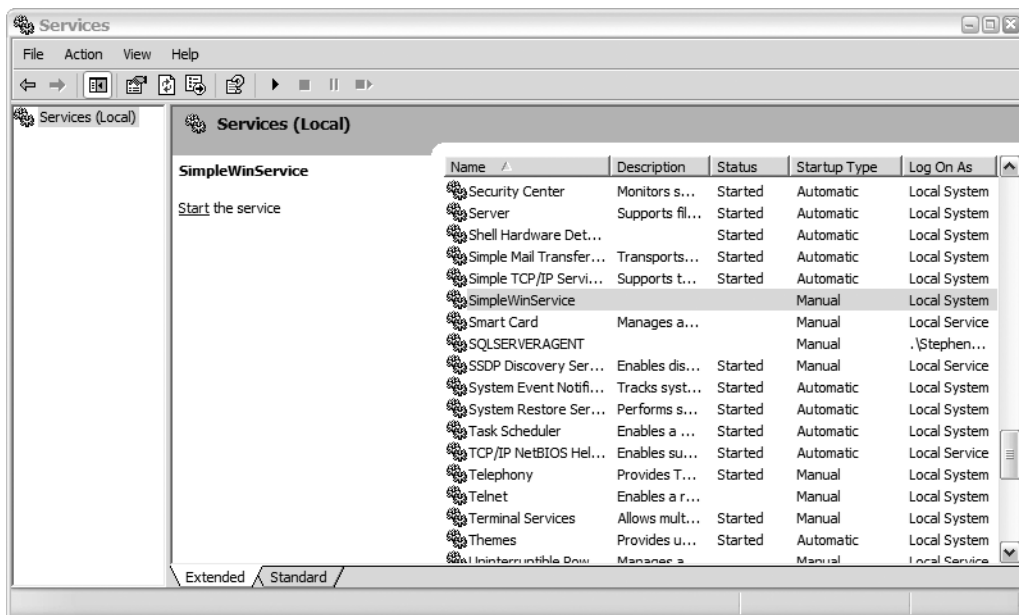 Services
File Action View Help
Services (Local)
Services (Local)
SimpleWinService
Start the service
Name Description Status Startup Type Log On As
Security Center Monitors s... Started Automatic Local System
Server Supports fil... Started Automatic Local System
Shell Hardware Det... Started Automatic Local System
Simple Mail Transfer... Transports... Started Automatic Local System
Simple TCP/IP Servi... Supports t... Started Automatic Local System
SimpleWinService Manual Local System
Smart Card Manages a... Manual Local Service
SQLSERVERAGENT Manual .\Stephen...
SSDP Discovery Ser... Enables dis... Started Manual Local Service
System Event Notifi... Tracks syst... Started Automatic Local System
System Restore Ser... Performs s... Started Automatic Local System
Task Scheduler Enables a ... Started Automatic Local System
TCP/IP NetBIOS Hel... Enables su... Started Automatic Local Service
Telephony Provides T... Started Manual Local System
Telnet Enables a r... Manual Local System
Terminal Services Allows mult... Started Manual Local System
Themes Provides u... Started Automatic Local System
Uninterruptible Pow... Manages a... Manual Local Service
Extended Standard